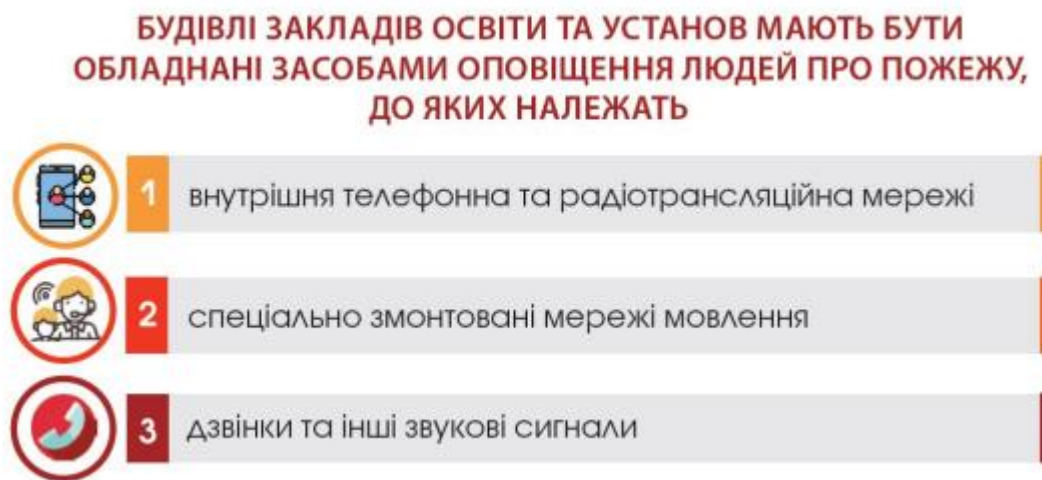 БУДІВЛІ ЗАКЛАДІВ ОСВІТИ ТА УСТАНОВ МАЮТЬ БУТИ
ОБЛАДНАНІ ЗАСОБАМИ ОПОВІЩЕННЯ ЛЮДЕЙ ПРО ПОЖЕЖУ,
ДО ЯКИХ НАЛЕЖАТЬ
1 внутрішня телефонна та радіотрансляційна мережі
2 спеціально змонтовані мережі мовлення
3 дзвінки та інші звукові сигнали